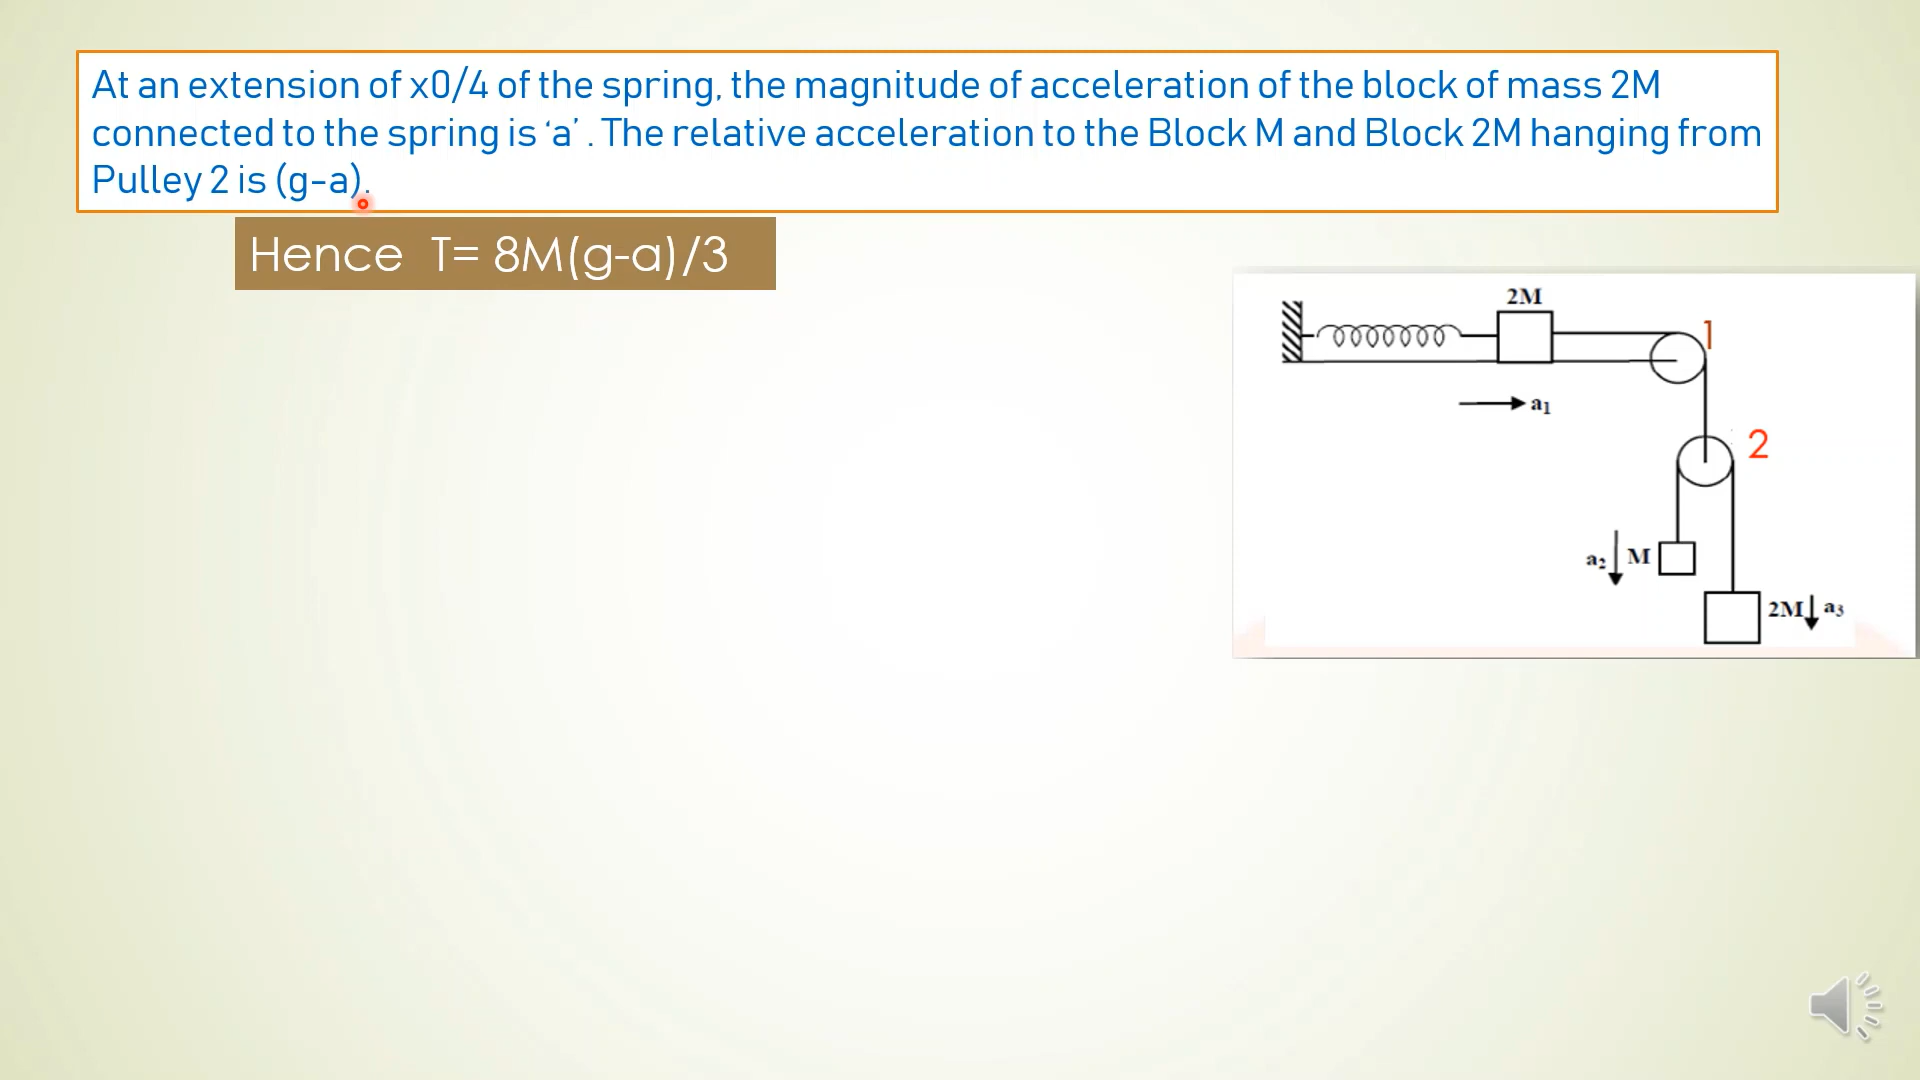 At an extension of x0/4 of the spring, the magnitude of acceleration of the block of mass 2M
connected to the spring is ‘a’ . The relative acceleration to the Block M and Block 2M hanging from
Pulley 2 is (g-a).
Hence T= 8M(g-a)/3
2M
1
a₁
2
a₂
M
2M
a₃